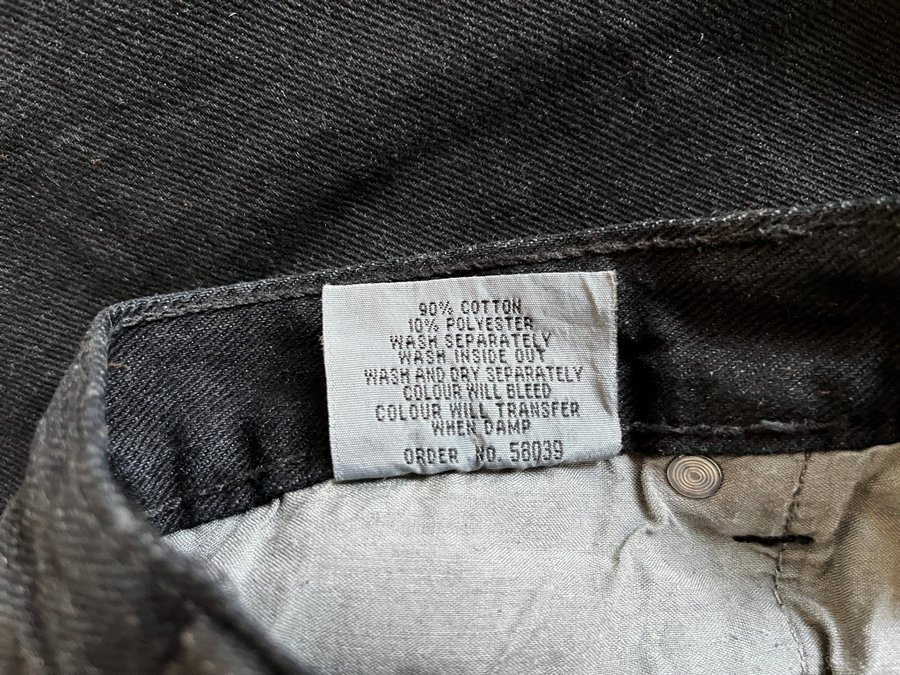 90% COTTON
10% POLYESTER
WASH SEPARATELY
WASH INSIDE OUT
WASH AND DRY SEPARATELY
COLOUR WILL BLEED
COLOUR WILL TRANSFER
WHEN DAMP
ORDER NO. 58039